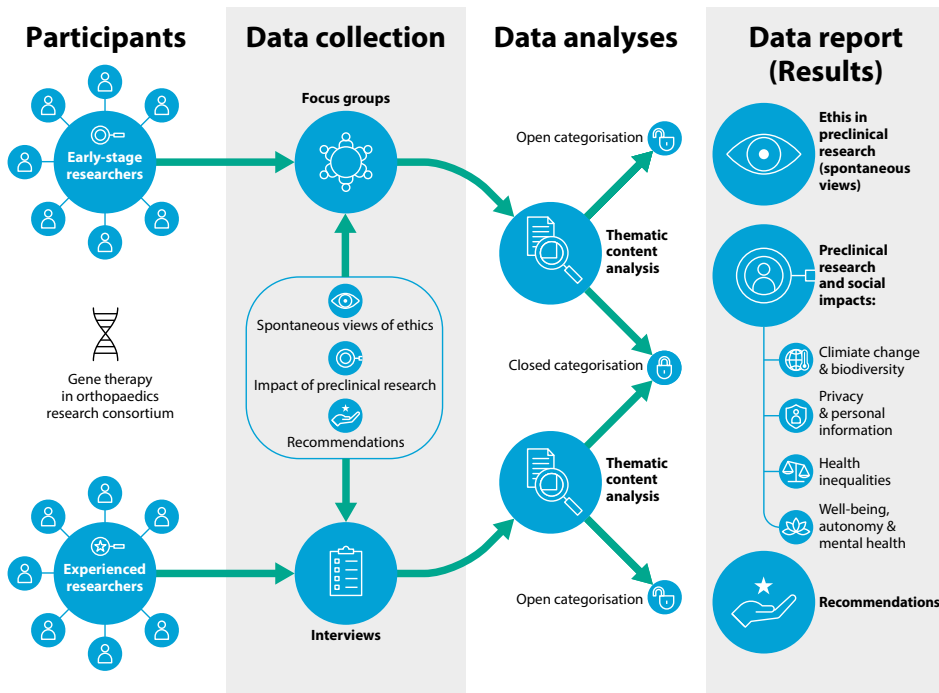 Participants
Early-stage
researchers
Gene therapy
in orthopaedics
research consortium
Experienced
researchers
Data collection
Focus groups
Spontaneous views of ethics
Impact of preclinical research
Recommendations
Interviews
Data analyses
Open categorisation
Thematic
content
analysis
Closed categorisation
Thematic
content
analysis
Open categorisation
Data report
(Results)
Ethis in
preclinical
research
(spontaneous
views)
Preclinical
research
and social
impacts:
Climiate change
& biodiversity
Privacy
& personal
information
Health
inequalities
Well-being,
autonomy &
mental health
Recommendations